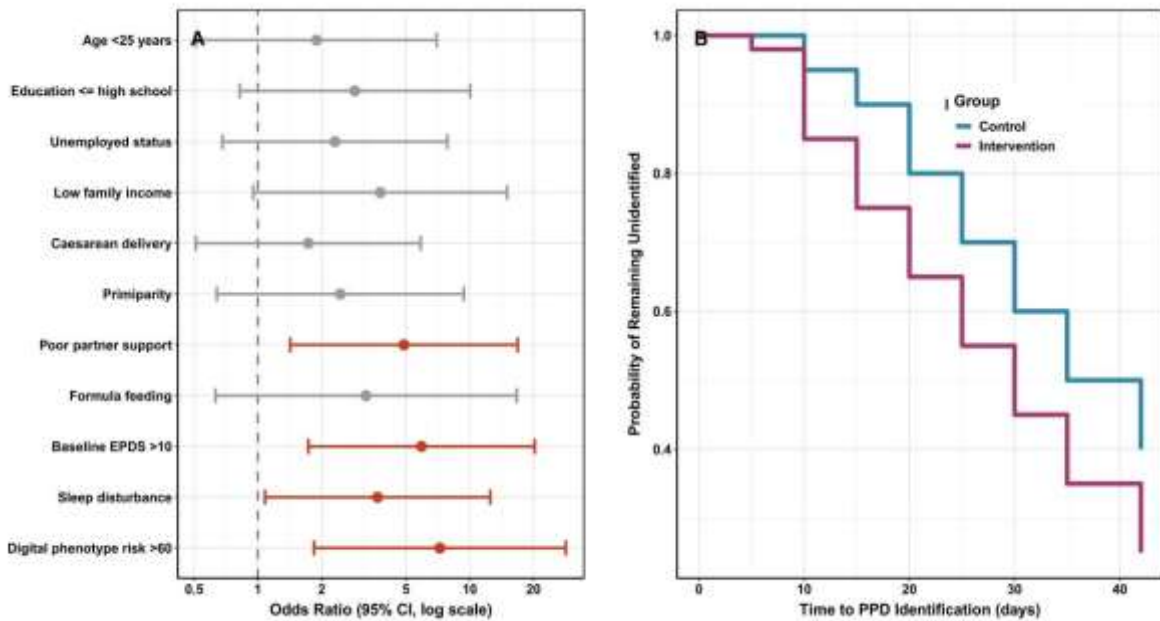 A
Age <25 years
Education <= high school
Unemployed status
Low family income
Caesarean delivery
Primiparity
Poor partner support
Formula feeding
Baseline EPDS >10
Sleep disturbance
Digital phenotype risk >60
0.5 1 2 5 10 20
Odds Ratio (95% CI, log scale)
B
Probability of Remaining Unidentified
1.0
0.8
0.6
0.4
Group
Control
Intervention
0 10 20 30 40
Time to PPD Identification (days)